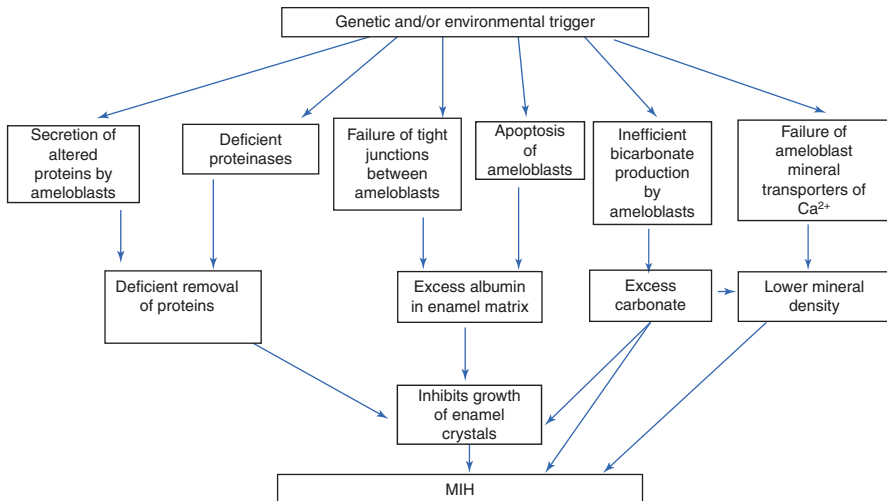 Genetic and/or environmental trigger
Secretion of
altered
proteins by
ameloblasts
Deficient
proteinases
Failure of tight
junctions
between
ameloblasts
Apoptosis
of
ameloblasts
Inefficient
bicarbonate
production
by
ameloblasts
Failure of
ameloblast
mineral
transporters of
Ca²⁺
Deficient removal
of proteins
Excess albumin
in enamel matrix
Excess
carbonate
Lower mineral
density
Inhibits growth
of enamel
crystals
MIH